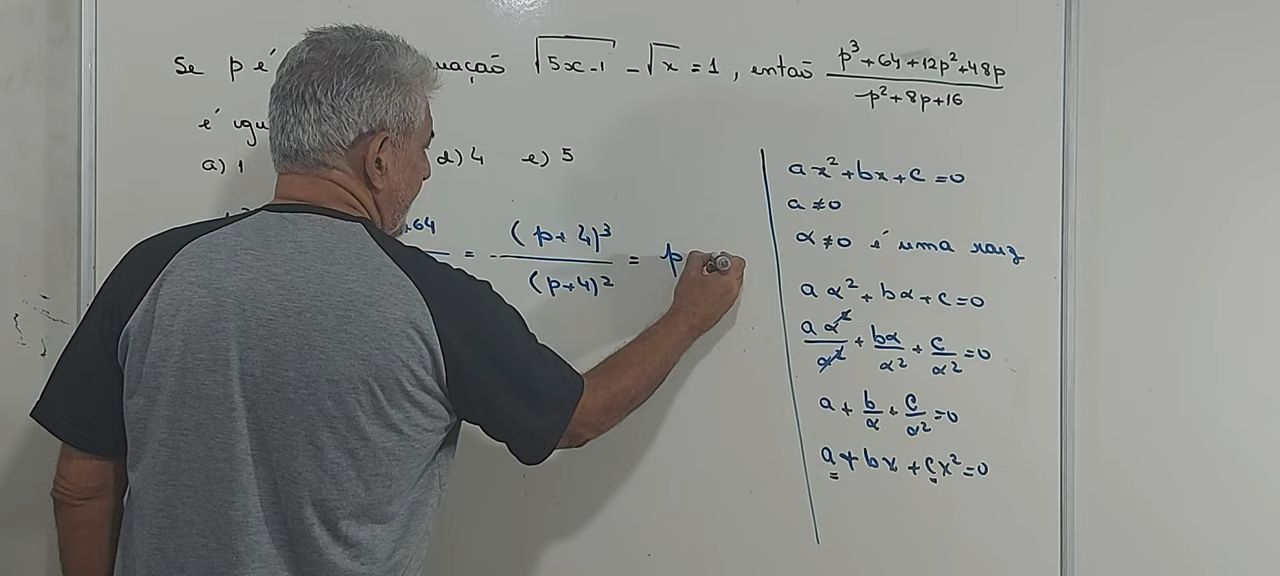 Se p é uação √5x-1 - √x = 1, então p³+64+12p²+48p / p²+8p+16
é igu
a) 1 d) 4 e) 5
+64 / = (p+4)³ / (p+4)² = p
ax²+bx+c=0
a≠0
α≠0 é uma raiz
aα²+bα+c=0
aα²/α² + bα/α² + c/α² = 0
a + b/α + c/α² = 0
a+bx+cx²=0